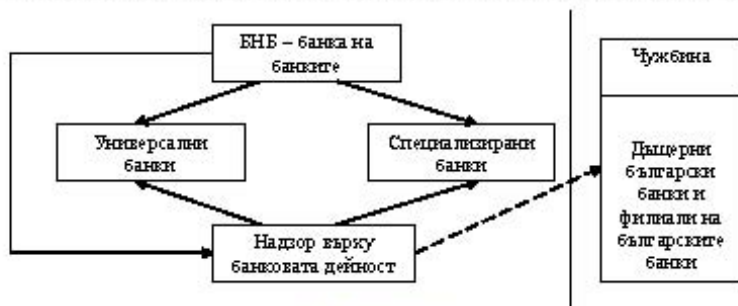 БНБ – банка на
банките
Универсални
банки
Специализирани
банки
Надзор върху
банковата дейност
Чужбина
Дъщерни
български
банки и
филиали на
българските
банки